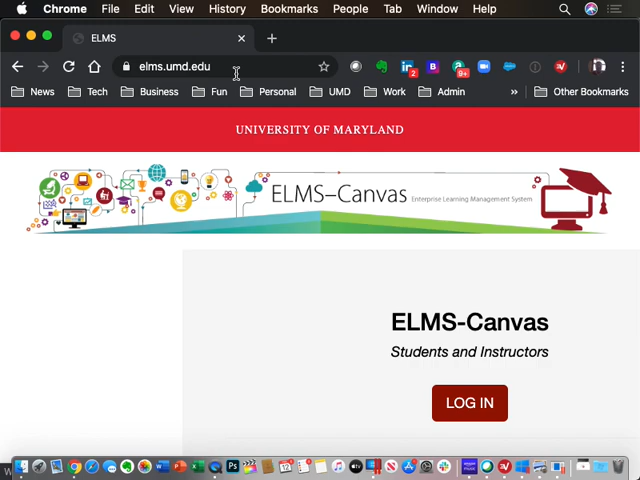 Chrome File Edit View History Bookmarks People Tab Window Help
ELMS
elms.umd.edu
2
9+
News Tech Business Fun Personal UMD Work Admin » Other Bookmarks
UNIVERSITY OF MARYLAND
ELMS–Canvas Enterprise Learning Management System
ELMS-Canvas
Students and Instructors
LOG IN